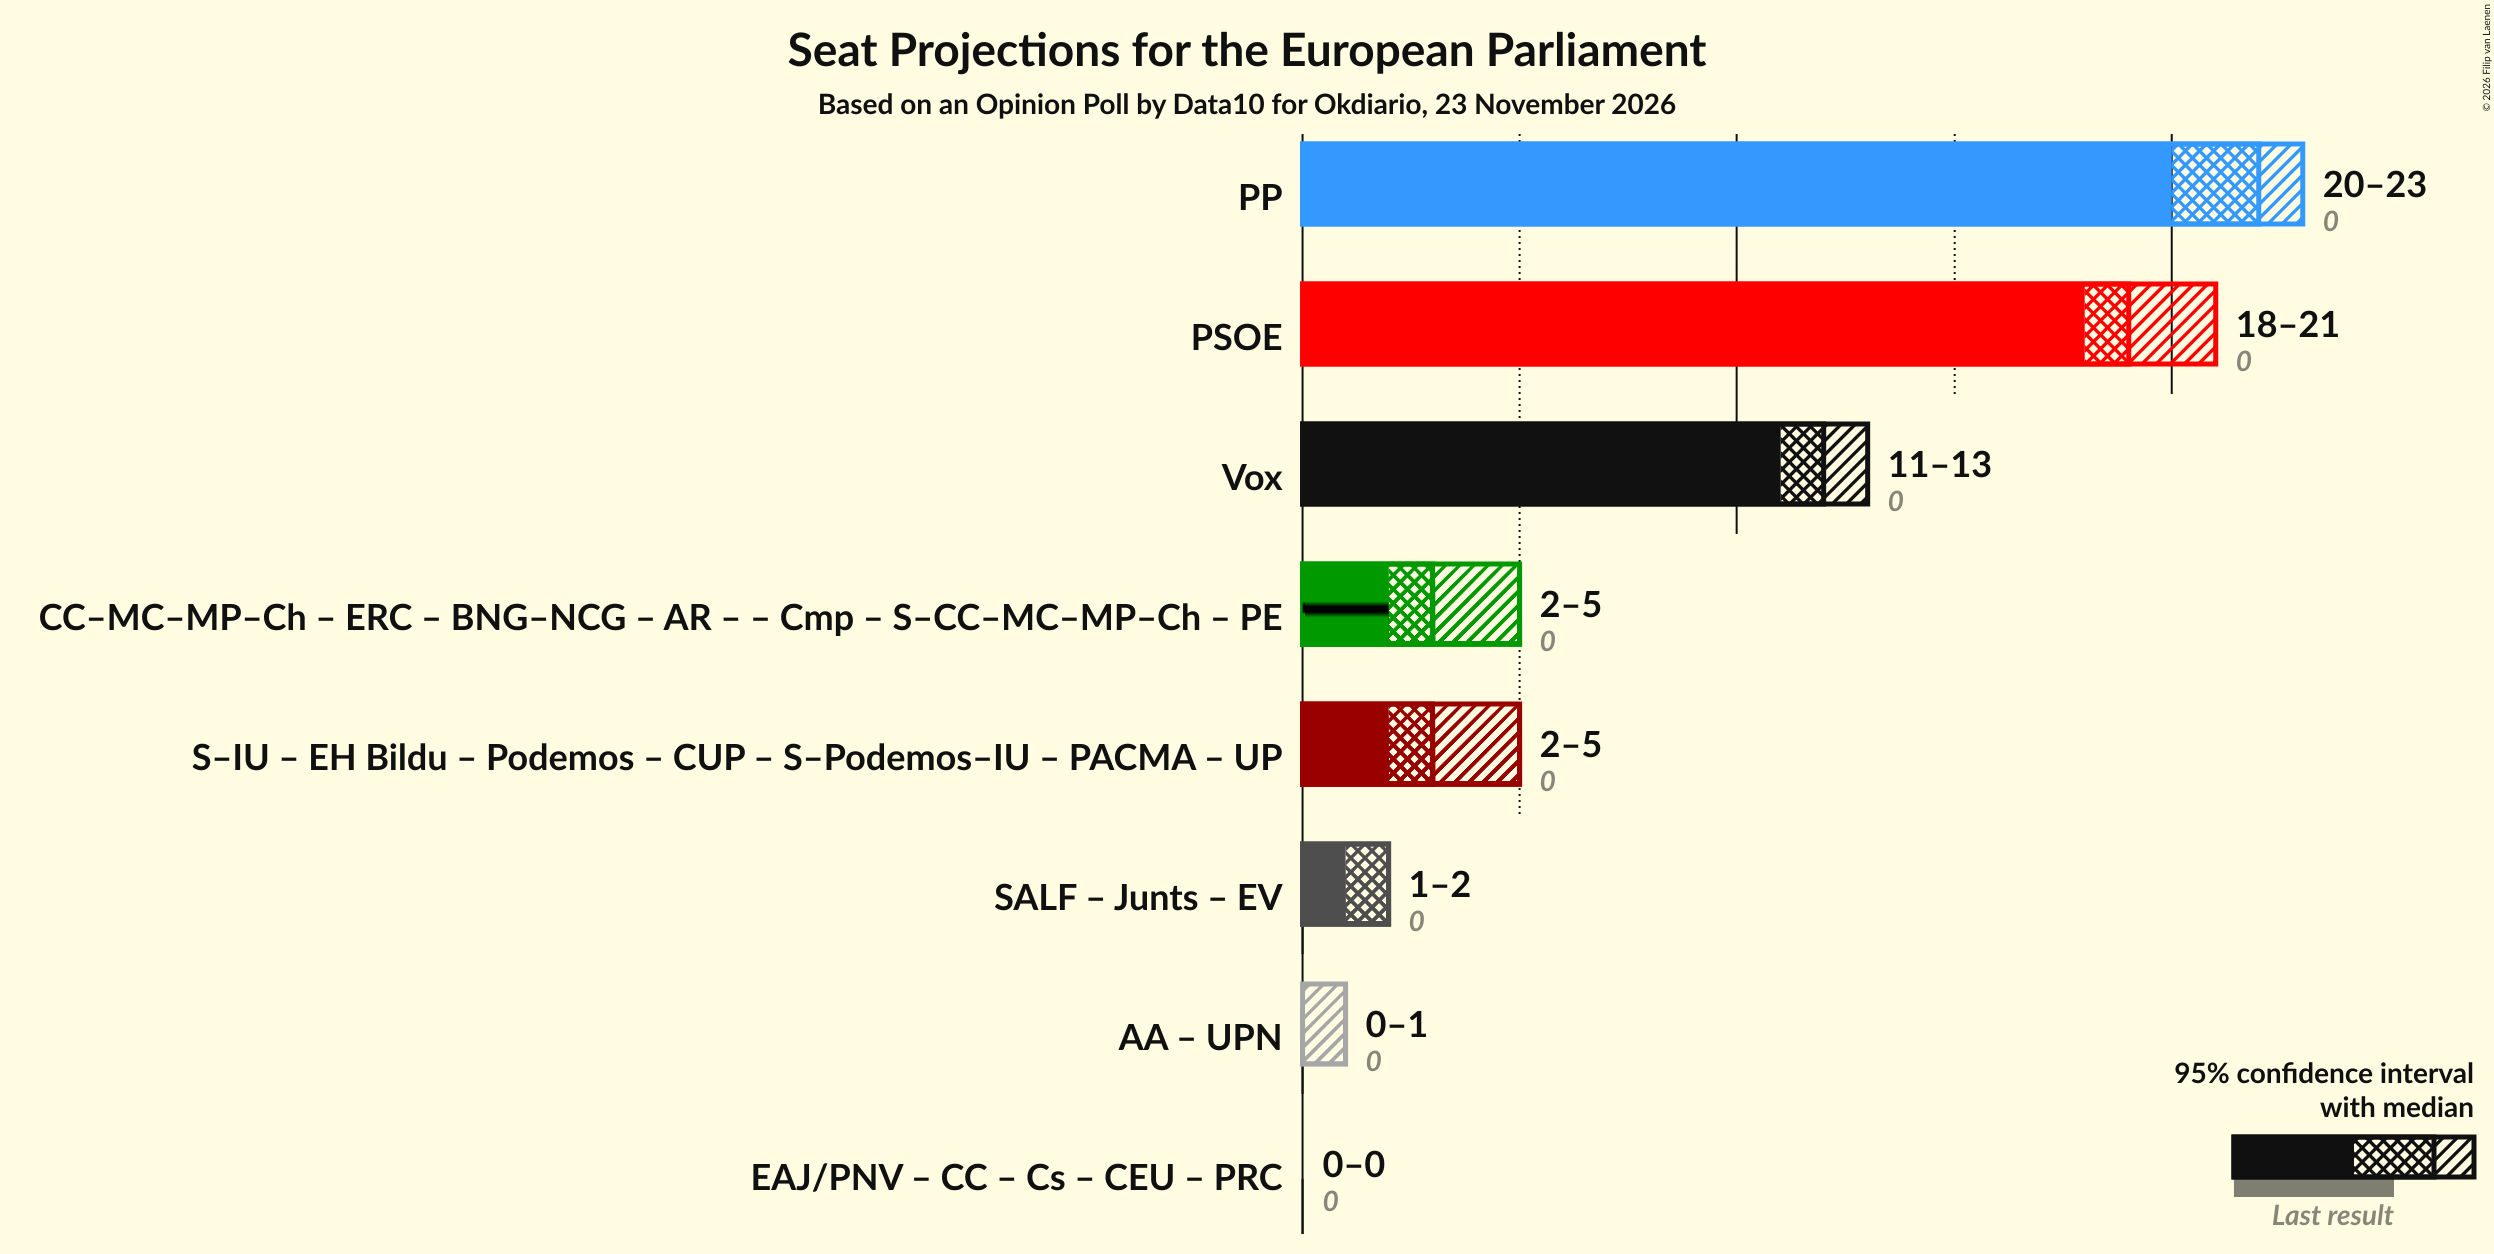 Seat Projections for the European Parliament
Based on an Opinion Poll by Data10 for Okdiario, 23 November 2026
© 2026 Filip van Laenen
PP
20–23
0
PSOE
18–21
0
Vox
11–13
0
CC–MC–MP–Ch – ERC – BNG–NCG – AR – – Cmp – S–CC–MC–MP–Ch – PE
2–5
0
S–IU – EH Bildu – Podemos – CUP – S–Podemos–IU – PACMA – UP
2–5
0
SALF – Junts – EV
1–2
0
AA – UPN
0–1
0
EAJ/PNV – CC – Cs – CEU – PRC
0–0
0
95% confidence interval
with median
Last result